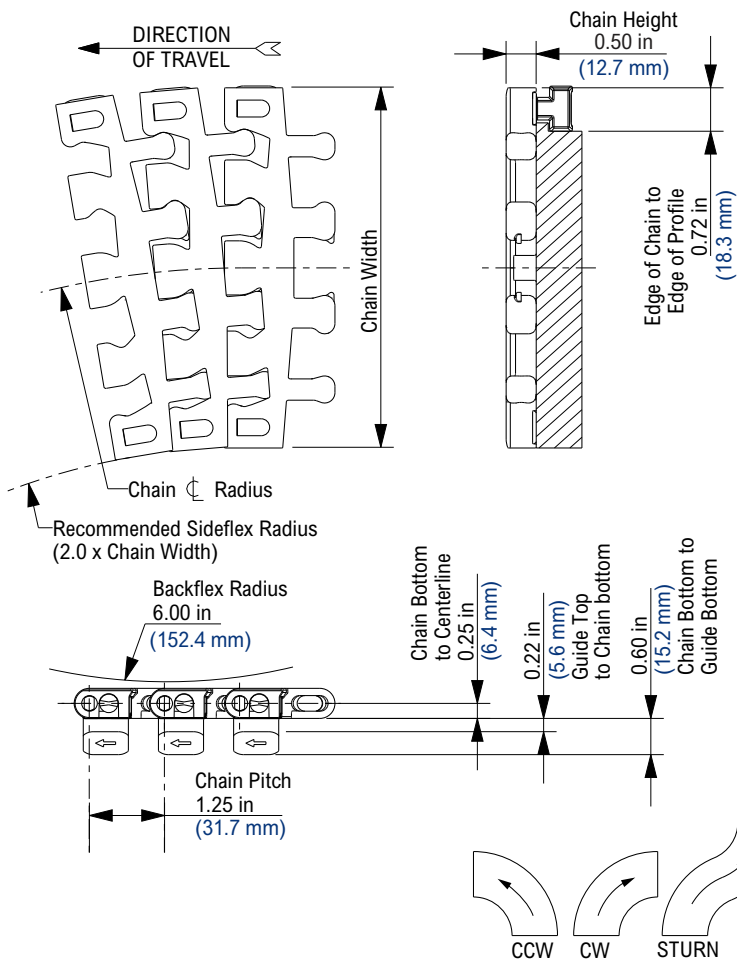 DIRECTION
OF TRAVEL
Chain Height
0.50 in
(12.7 mm)
Chain Width
Edge of Chain to
Edge of Profile
0.72 in
(18.3 mm)
Chain ℄ Radius
Recommended Sideflex Radius
(2.0 x Chain Width)
Backflex Radius
6.00 in
(152.4 mm)
Chain Bottom
to Centerline
0.25 in
(6.4 mm)
0.22 in
(5.6 mm)
Guide Top
to Chain bottom
0.60 in
(15.2 mm)
Chain Bottom to
Guide Bottom
Chain Pitch
1.25 in
(31.7 mm)
CCW
CW
STURN